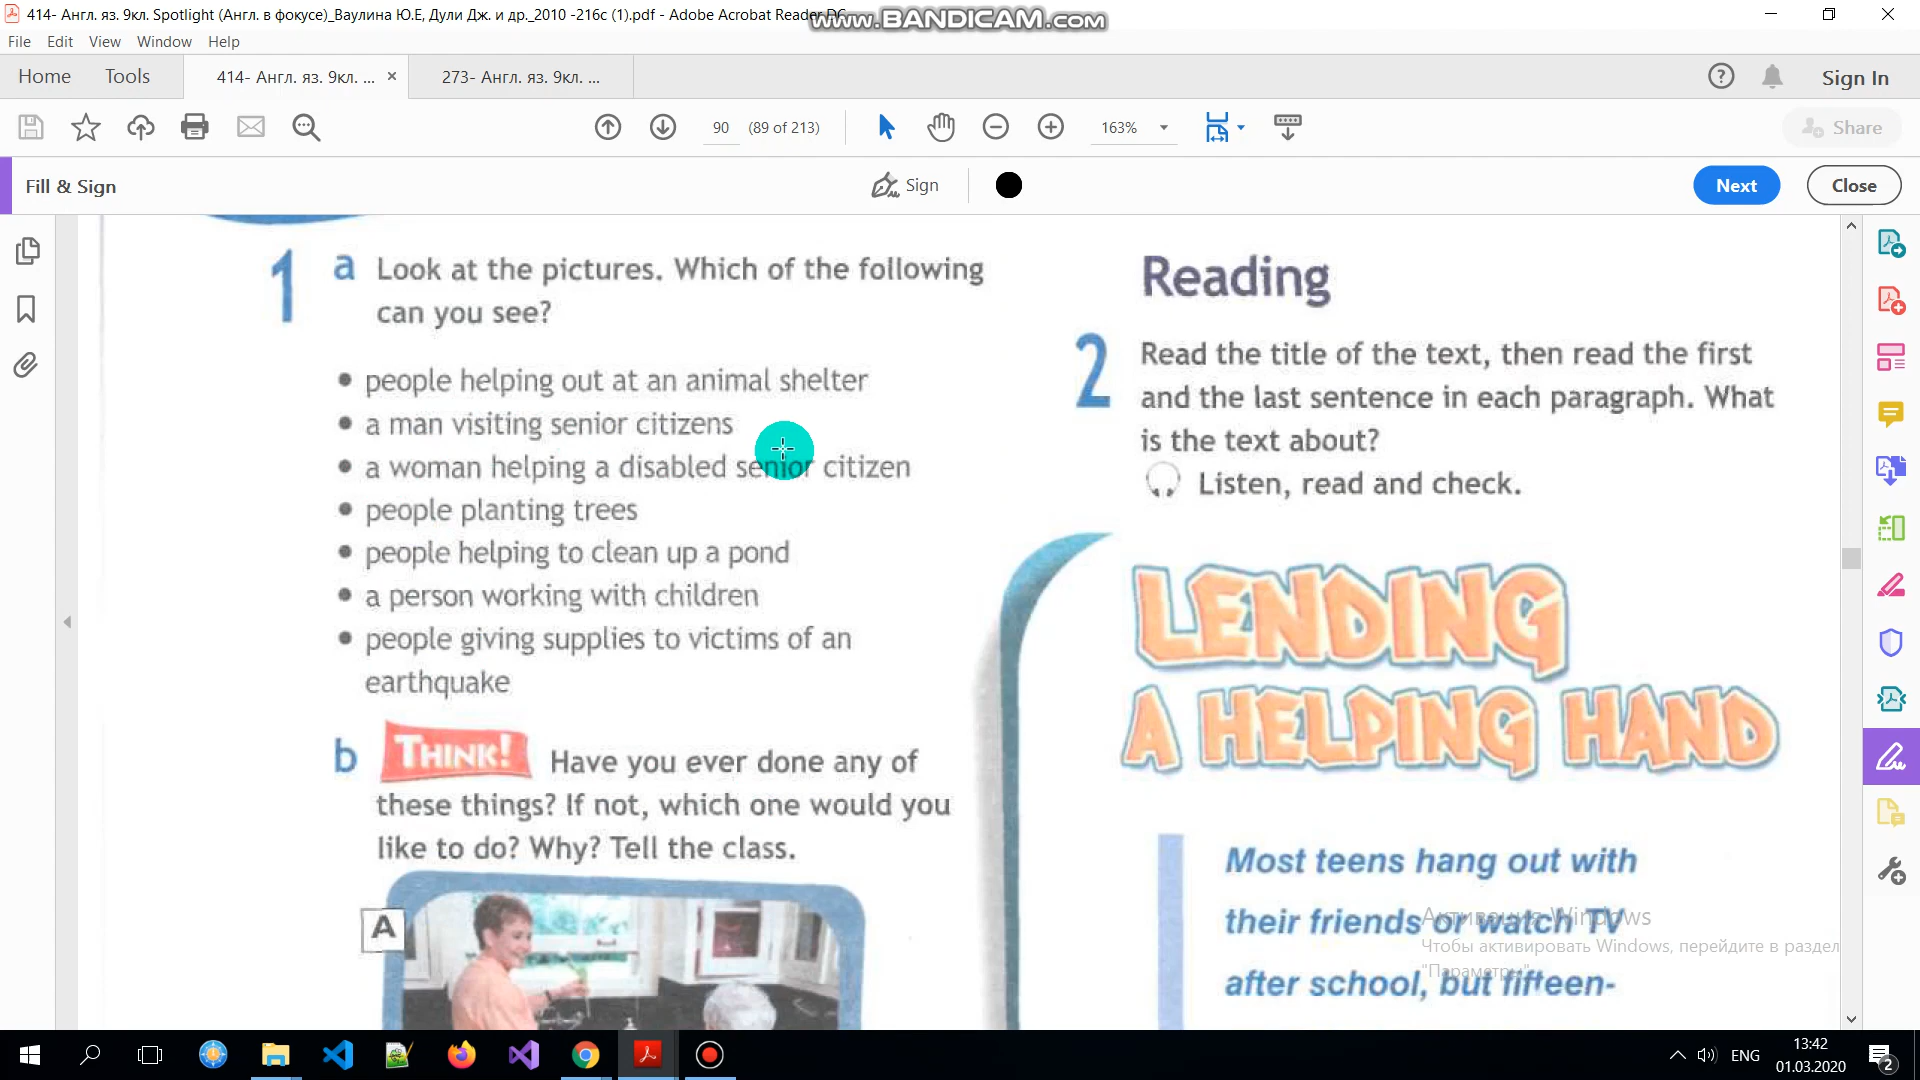 414- Англ. яз. 9кл. Spotlight (Англ. в фокусе)_Ваулина Ю.Е, Дули Дж. и др._2010 -216с (1).pdf - Adobe Acrobat Reader DC
www.BANDICAM.com
File Edit View Window Help
Home Tools 414- Англ. яз. 9кл. ... × 273- Англ. яз. 9кл. ... Sign In
90 (89 of 213) 163% Share
Fill & Sign Sign Next Close
1 a Look at the pictures. Which of the following
can you see?
• people helping out at an animal shelter
• a man visiting senior citizens
• a woman helping a disabled senior citizen
• people planting trees
• people helping to clean up a pond
• a person working with children
• people giving supplies to victims of an
earthquake
b THINK! Have you ever done any of
these things? If not, which one would you
like to do? Why? Tell the class.
A
Reading
2 Read the title of the text, then read the first
and the last sentence in each paragraph. What
is the text about?
Listen, read and check.
LENDING
A HELPING HAND
Most teens hang out with
their friends or watch TV
after school, but fifteen-
Активация Windows
Чтобы активировать Windows, перейдите в раздел
"Параметры".
ENG
13:42
01.03.2020
2